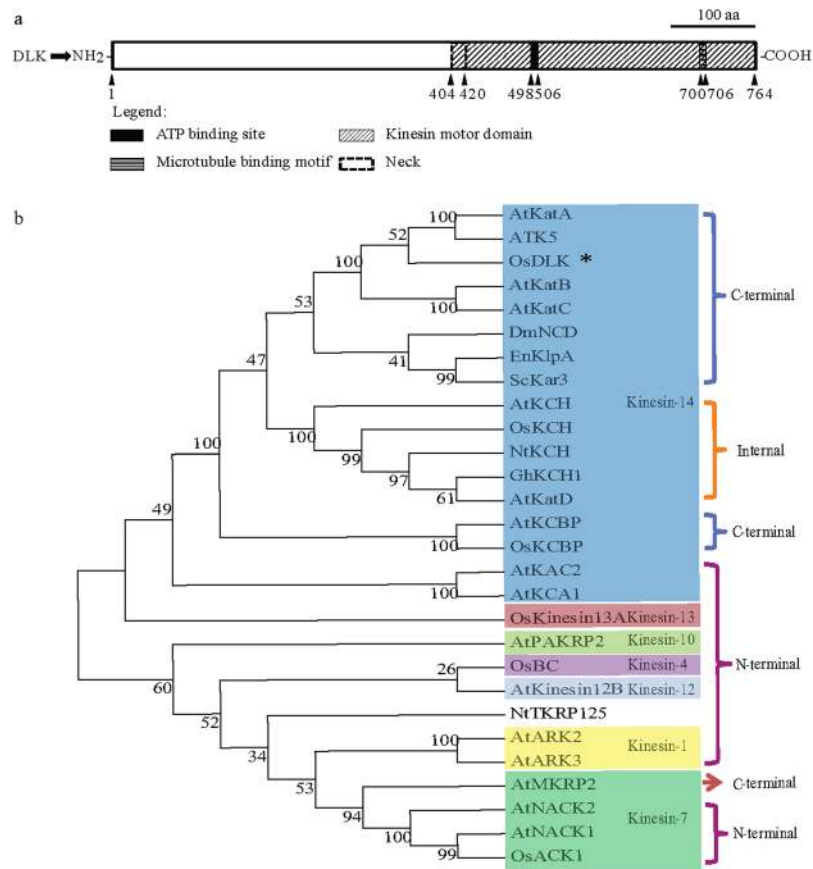 a
100 aa
DLK NH2 COOH
1 404 420 498506 700706 764
Legend:
ATP binding site Kinesin motor domain
Microtubule binding motif Neck
b
100 AtKatA
52 ATK5
OsDLK *
100 AtKatB
100 AtKatC
C-terminal
53 DmNCD
41 EnKlpA
99 ScKar3
47 AtKCH Kinesin-14
100 OsKCH
99 NtKCH Internal
97 GhKCH1
61 AtKatD
100 AtKCBP
100 OsKCBP C-terminal
49 AtKAC2
100 AtKCA1
OsKinesin13A Kinesin-13
AtPAKRP2 Kinesin-10
60 26 OsBC Kinesin-4 N-terminal
AtKinesin12B Kinesin-12
52 NtTKRP125
34 100 AtARK2 Kinesin-1
AtARK3
53 AtMKRP2 C-terminal
94 AtNACK2 Kinesin-7
100 AtNACK1 N-terminal
99 OsACK1